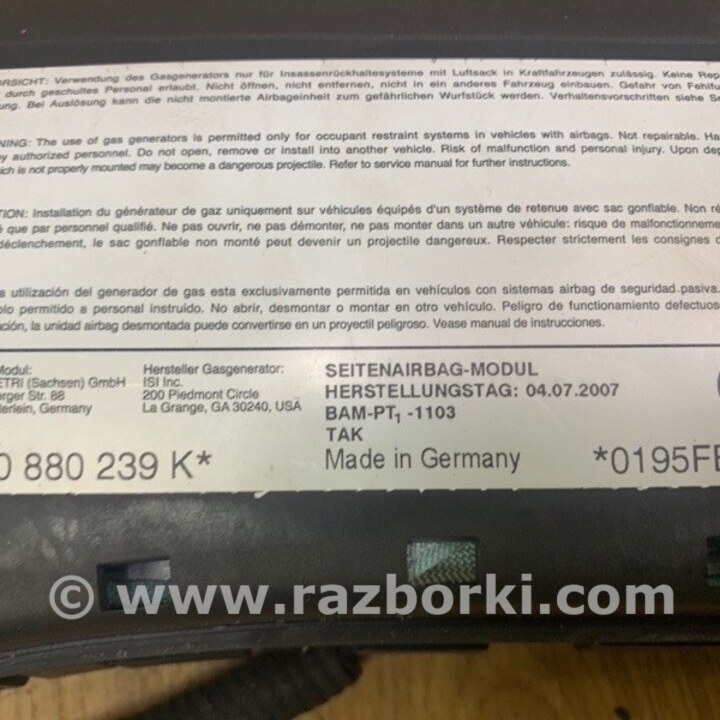 VORSICHT: Verwendung des Gasgenerators nur für Insassenrückhaltesysteme mit Luftsack in Kraftfahrzeugen zulässig. Keine Rep
durch geschultes Personal erlaubt. Nicht öffnen, nicht entfernen, nicht in ein anderes Fahrzeug einbauen. Gefahr von Fehlfu
ung. Bei Auslösung kann die nicht montierte Airbageinheit zum gefährlichen Wurfstück werden. Verhaltensvorschriften siehe Se
NING: The use of gas generators is permitted only for occupant restraint systems in vehicles with airbags. Not repairable. Ha
y authorized personnel. Do not open, remove or install into another vehicle. Risk of malfunction and personal injury. Upon dep
hich is not properly mounted may become a dangerous projectile. Refer to service manual for further instructions.
TION: Installation du générateur de gaz uniquement sur véhicules équipés d'un système de retenue avec sac gonflable. Non ré
é que par personnel qualifié. Ne pas ouvrir, ne pas démonter, ne pas monter dans un autre véhicule: risque de malfonctionneme
déclenchement, le sac gonflable non monté peut devenir un projectile dangereux. Respecter strictement les consignes d
a utilización del generador de gas esta exclusivamente permitida en vehículos con sistemas airbag de seguridad.pasiva.
olo permitido a personal instruido. No abrir, desmontar o montar en otro vehículo. Peligro de funcionamiento defectuos
ación, la unidad airbag desmontada puede convertirse en un proyectil peligroso. Vease manual de instrucciones.
Modul:
ETRI (Sachsen) GmbH
rger Str. 88
terlein, Germany
Hersteller Gasgenerator:
ISI Inc.
200 Piedmont Circle
La Grange, GA 30240, USA
SEITENAIRBAG-MODUL
HERSTELLUNGSTAG: 04.07.2007
BAM-PT1 -1103
TAK
Made in Germany
0 880 239 K*
*0195FE
© www.razborki.com